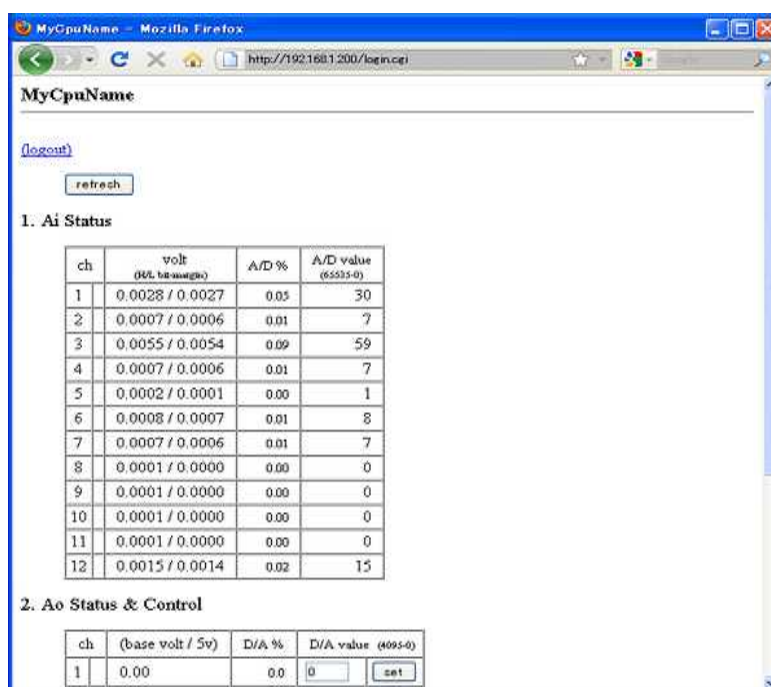 MyCpuName - Mozilla Firefox
http://192.168.1.200/login.cgi
MyCpuName
(logout)
refresh
1. Ai Status
ch volt A/D % A/D value
(H/L bit-margin) (65535-0)
1 0.0028 / 0.0027 0.05 30
2 0.0007 / 0.0006 0.01 7
3 0.0055 / 0.0054 0.09 59
4 0.0007 / 0.0006 0.01 7
5 0.0002 / 0.0001 0.00 1
6 0.0008 / 0.0007 0.01 8
7 0.0007 / 0.0006 0.01 7
8 0.0001 / 0.0000 0.00 0
9 0.0001 / 0.0000 0.00 0
10 0.0001 / 0.0000 0.00 0
11 0.0001 / 0.0000 0.00 0
12 0.0015 / 0.0014 0.02 15
2. Ao Status & Control
ch (base volt / 5v) D/A % D/A value (4095-0)
1 0.00 0.0 0 set